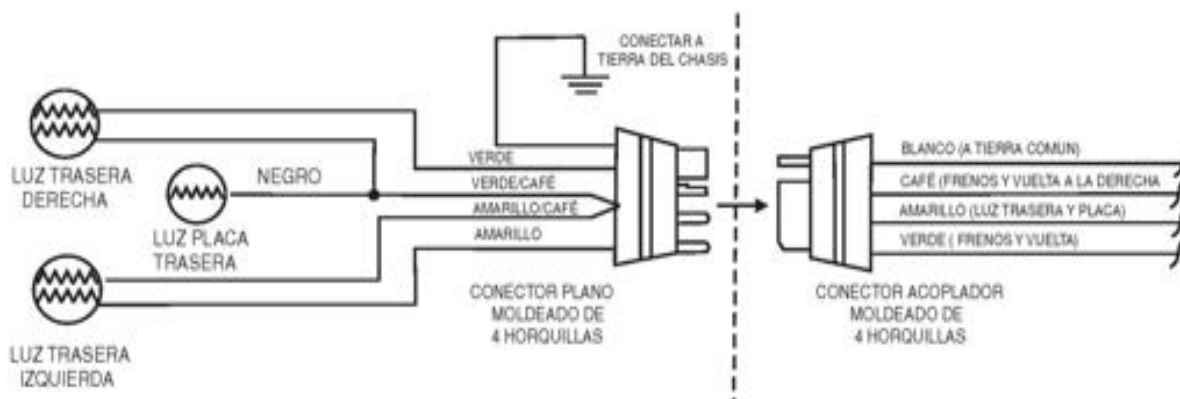 CONECTAR A
TIERRA DEL CHASIS
LUZ TRASERA
DERECHA
NEGRO
LUZ PLACA
TRASERA
LUZ TRASERA
IZQUIERDA
VERDE
VERDE/CAFÉ
AMARILLO/CAFÉ
AMARILLO
CONECTOR PLANO
MOLDEADO DE
4 HORQUILLAS
BLANCO (A TIERRA COMÚN)
CAFÉ (FRENOS Y VUELTA A LA DERECHA
AMARILLO (LUZ TRASERA Y PLACA)
VERDE ( FRENOS Y VUELTA)
CONECTOR ACOPLADOR
MOLDEADO DE
4 HORQUILLAS